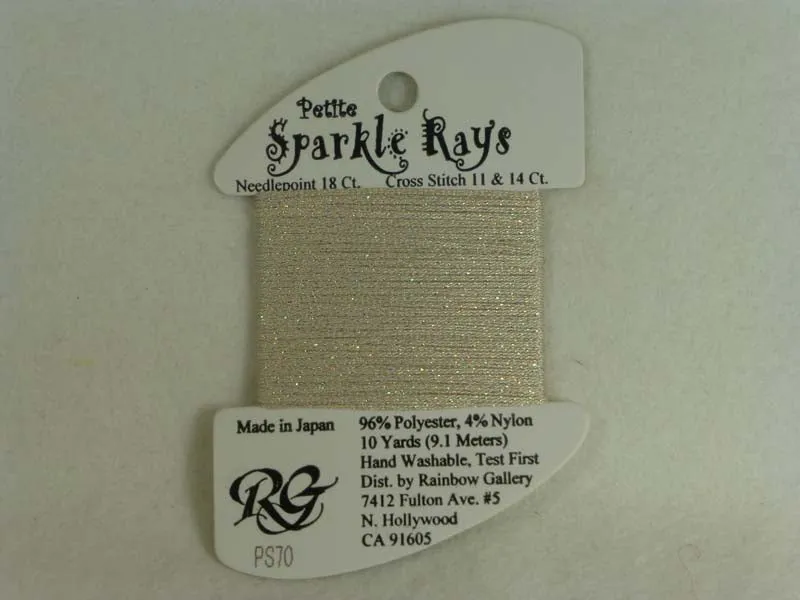 Petite
Sparkle Rays
Needlepoint 18 Ct. Cross Stitch 11 & 14 Ct.
Made in Japan
96% Polyester, 4% Nylon
10 Yards (9.1 Meters)
Hand Washable, Test First
Dist. by Rainbow Gallery
7412 Fulton Ave. #5
N. Hollywood
CA 91605
RG
PS70